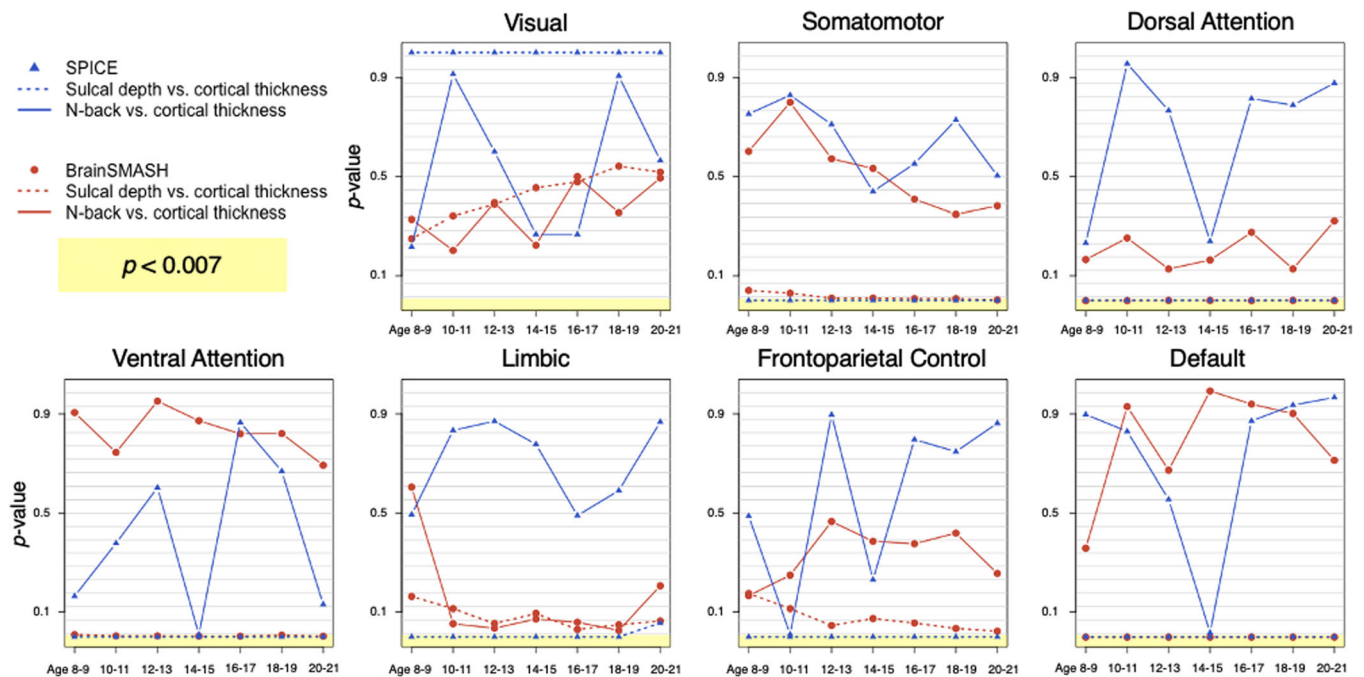 SPICE
Sulcal depth vs. cortical thickness
N-back vs. cortical thickness
BrainSMASH
Sulcal depth vs. cortical thickness
N-back vs. cortical thickness
p < 0.007
Visual
p-value
0.9
0.5
0.1
Age 8-9 10-11 12-13 14-15 16-17 18-19 20-21
Somatomotor
0.9
0.5
0.1
Age 8-9 10-11 12-13 14-15 16-17 18-19 20-21
Dorsal Attention
0.9
0.5
0.1
Age 8-9 10-11 12-13 14-15 16-17 18-19 20-21
Ventral Attention
p-value
0.9
0.5
0.1
Age 8-9 10-11 12-13 14-15 16-17 18-19 20-21
Limbic
0.9
0.5
0.1
Age 8-9 10-11 12-13 14-15 16-17 18-19 20-21
Frontoparietal Control
0.9
0.5
0.1
Age 8-9 10-11 12-13 14-15 16-17 18-19 20-21
Default
0.9
0.5
0.1
Age 8-9 10-11 12-13 14-15 16-17 18-19 20-21